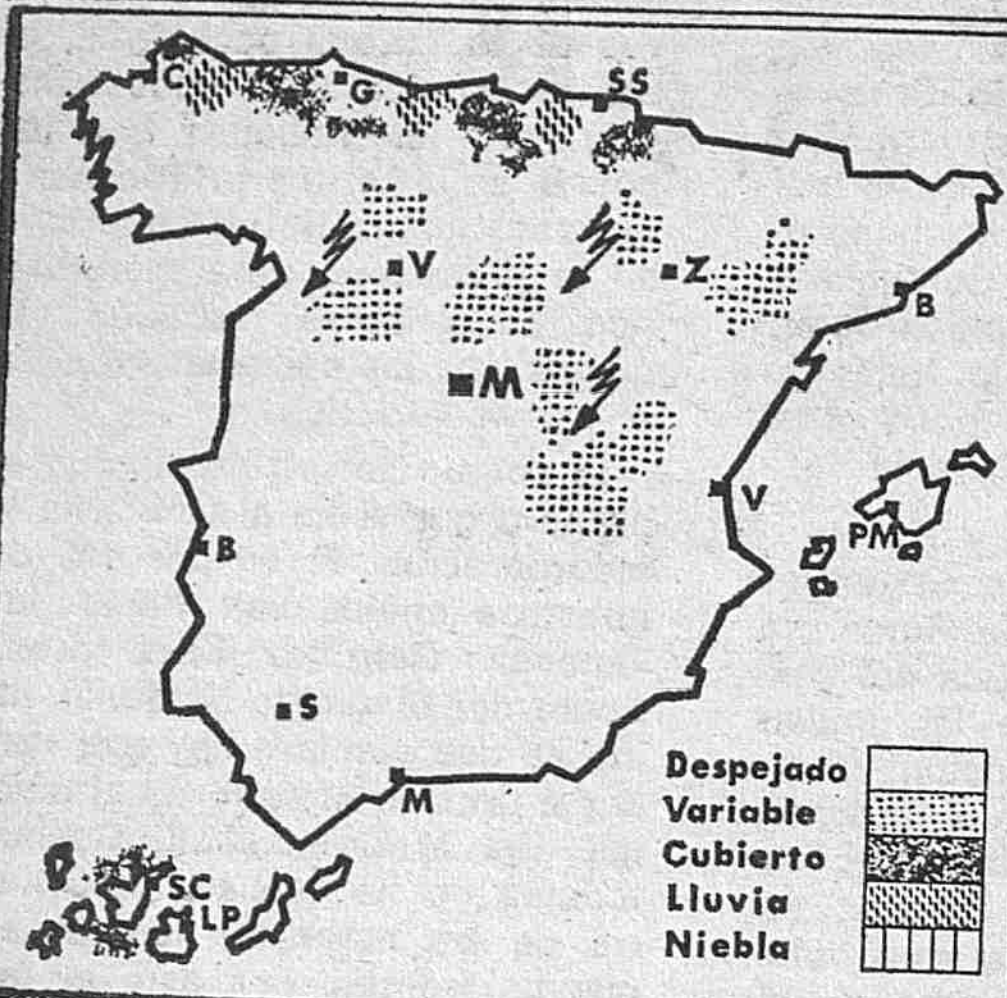 C
G
SS
V
Z
B
M
V
PM
B
S
M
SC
LP
Despejado
Variable
Cubierto
Lluvia
Niebla